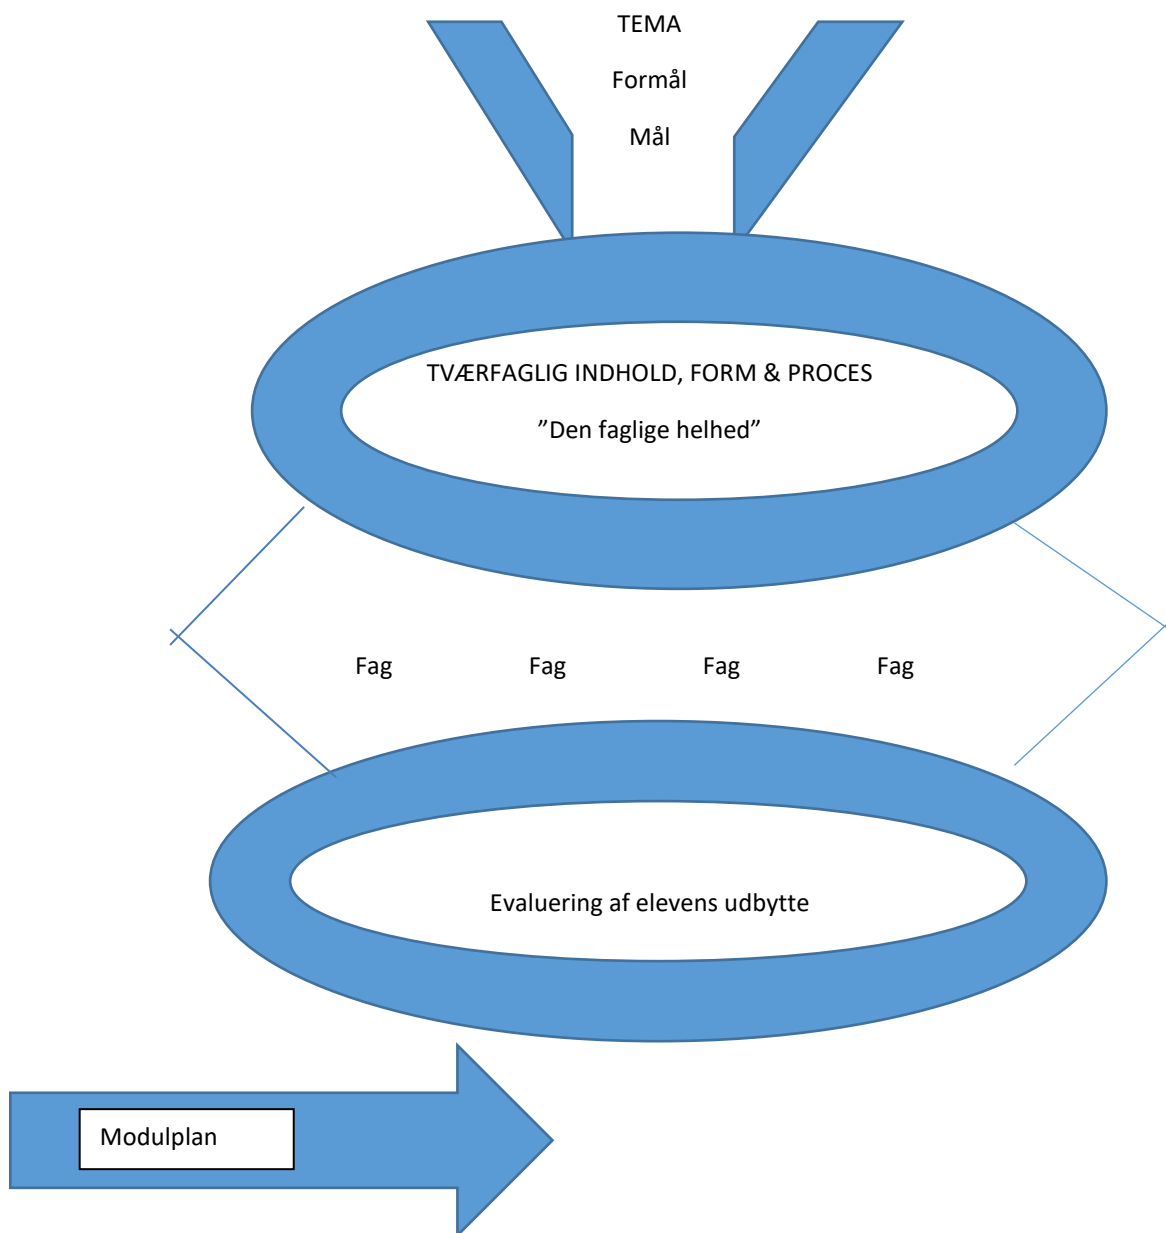 TEMA
Formål
Mål
TVÆRFAGLIG INDHOLD, FORM & PROCES
”Den faglige helhed”
Fag Fag Fag Fag
Evaluering af elevens udbytte
Modulplan